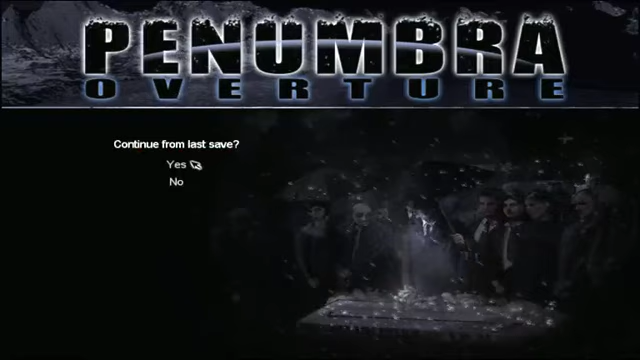 PENUMBRA
OVERTURE
Continue from last save?
Yes
No